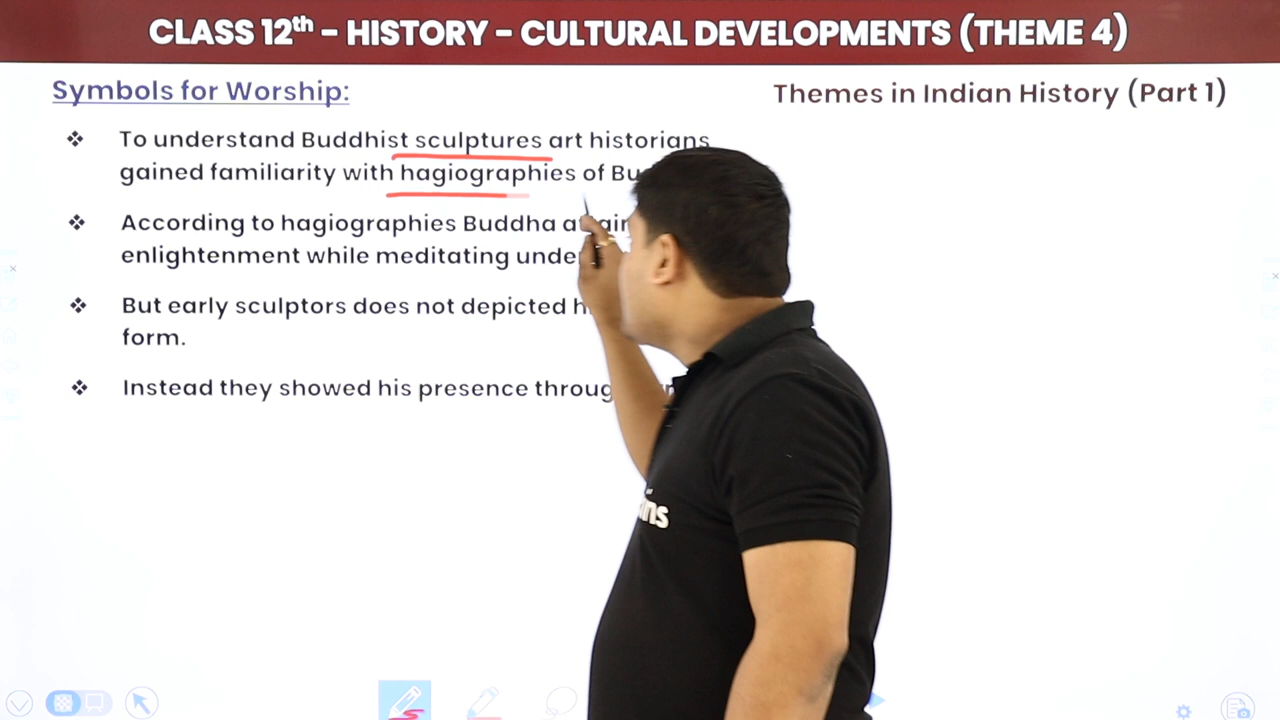 CLASS 12th – HISTORY – CULTURAL DEVELOPMENTS (THEME 4)
Symbols for Worship:
Themes in Indian History (Part 1)
❖ To understand Buddhist sculptures art historians
gained familiarity with hagiographies of
❖ According to hagiographies Buddha
enlightenment while meditating
❖ But early sculptors does not depicted
form.
❖ Instead they showed his presence